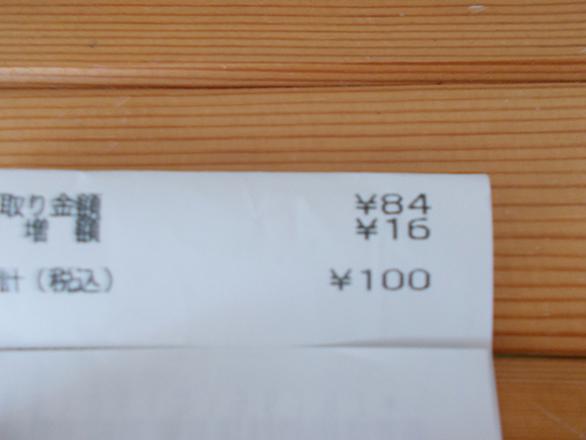 取り金額 ¥84
増 額 ¥16
計(税込) ¥100